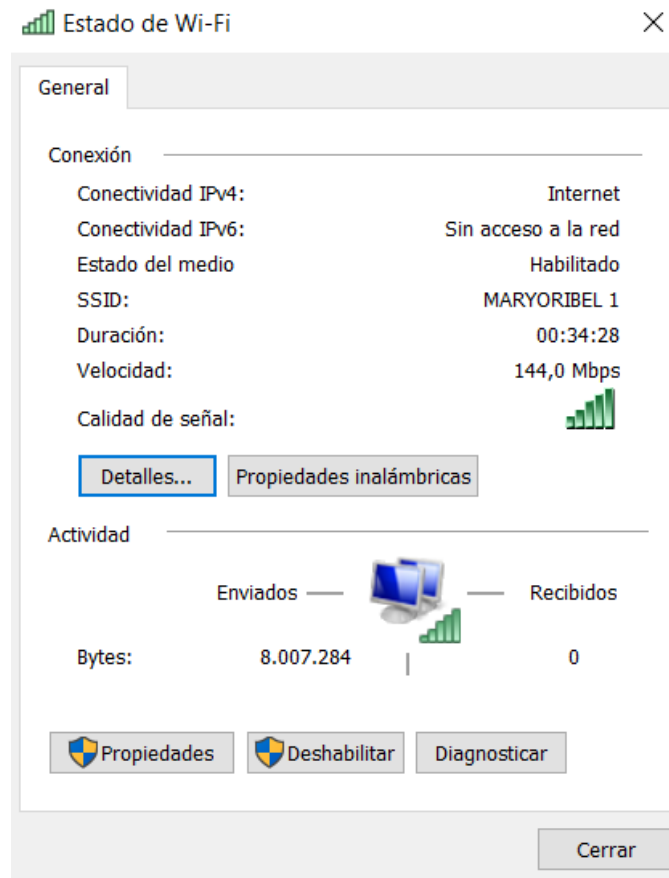 Estado de Wi-Fi
General
Conexión
Conectividad IPv4: Internet
Conectividad IPv6: Sin acceso a la red
Estado del medio Habilitado
SSID: MARYORIBEL 1
Duración: 00:34:28
Velocidad: 144,0 Mbps
Calidad de señal:
Detalles... Propiedades inalámbricas
Actividad
Enviados Recibidos
Bytes: 8.007.284 0
Propiedades Deshabilitar Diagnosticar
Cerrar